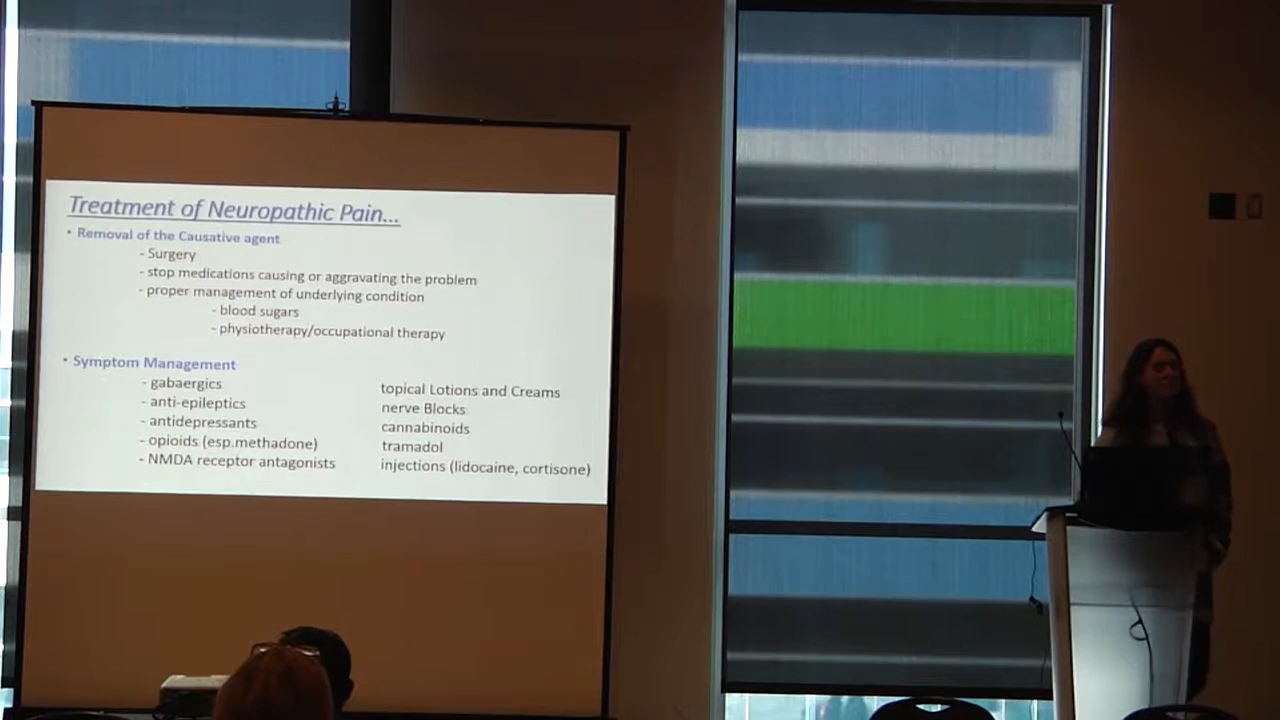 Treatment of Neuropathic Pain...
• Removal of the Causative agent
- Surgery
- stop medications causing or aggravating the problem
- proper management of underlying condition
- blood sugars
- physiotherapy/occupational therapy
• Symptom Management
- gabaergics
- anti-epileptics
- antidepressants
- opioids (esp.methadone)
- NMDA receptor antagonists
topical Lotions and Creams
nerve Blocks
cannabinoids
tramadol
injections (lidocaine, cortisone)